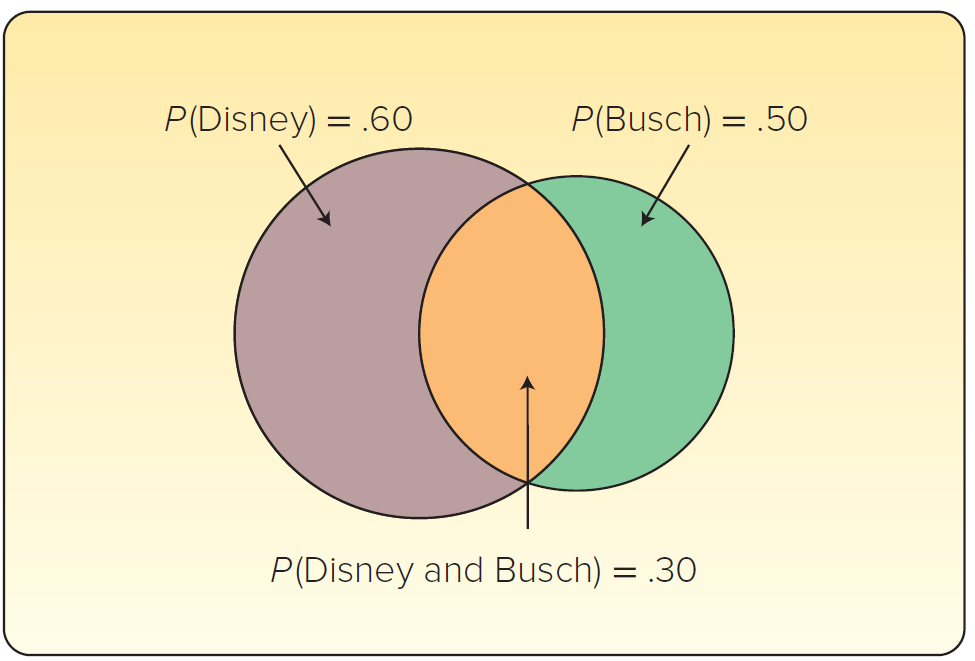 P(Disney) = .60
P(Busch) = .50
P(Disney and Busch) = .30